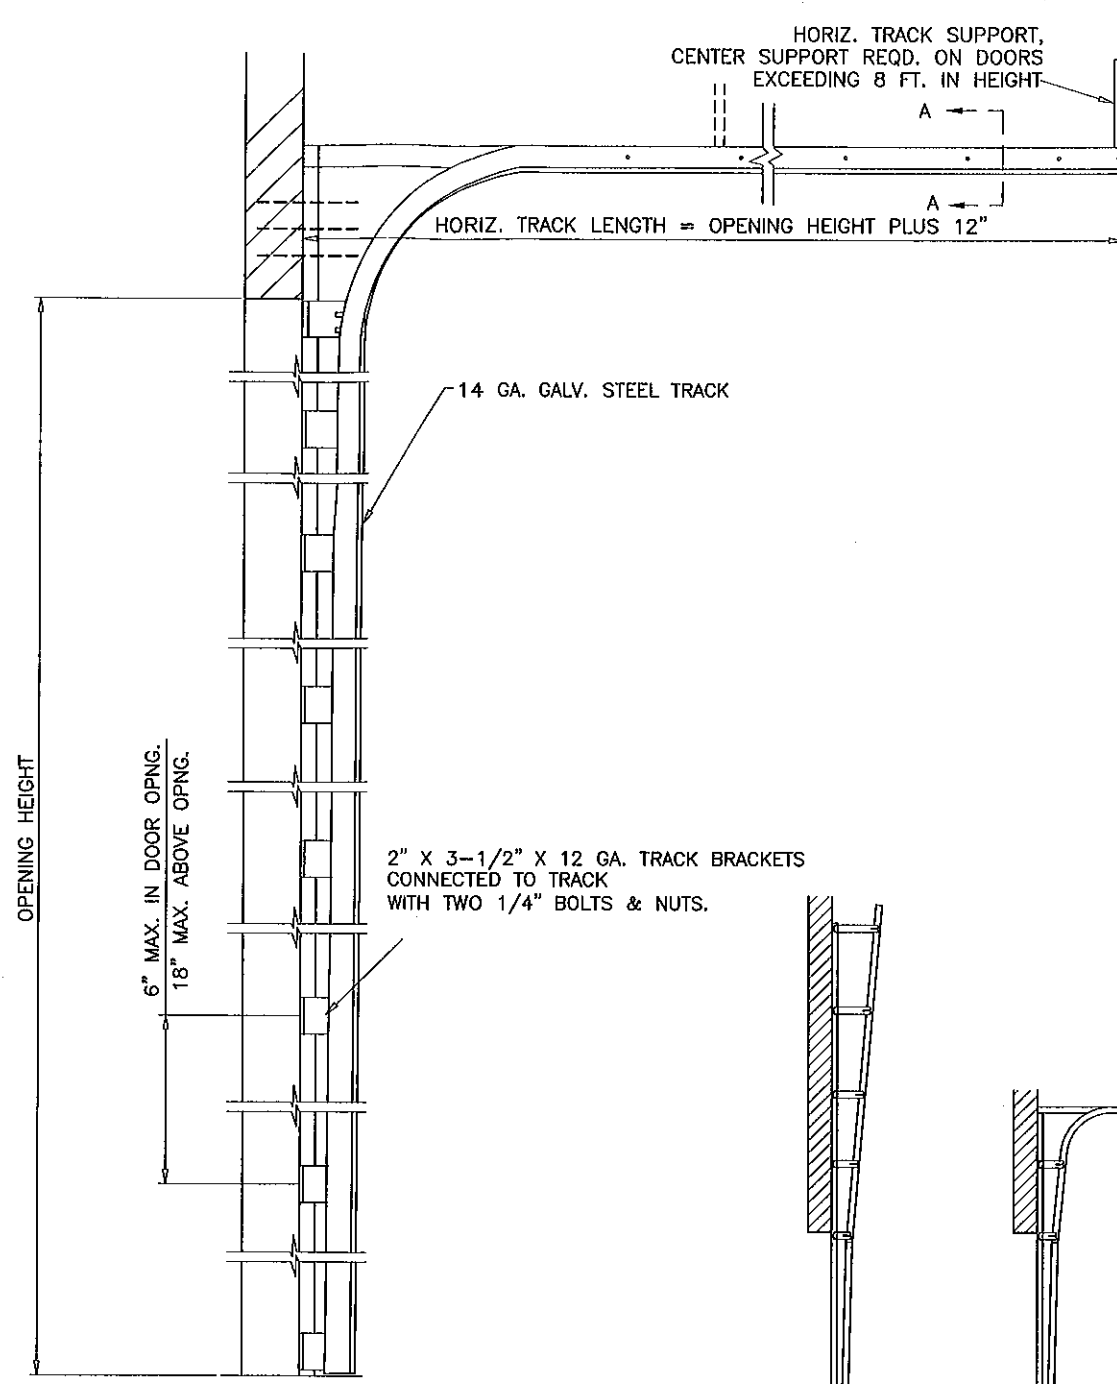 HORIZ. TRACK SUPPORT,
CENTER SUPPORT REQD. ON DOORS
EXCEEDING 8 FT. IN HEIGHT
A
A
HORIZ. TRACK LENGTH = OPENING HEIGHT PLUS 12"
14 GA. GALV. STEEL TRACK
OPENING HEIGHT
6" MAX. IN DOOR OPNG.
18" MAX. ABOVE OPNG.
2" X 3-1/2" X 12 GA. TRACK BRACKETS
CONNECTED TO TRACK
WITH TWO 1/4" BOLTS & NUTS.